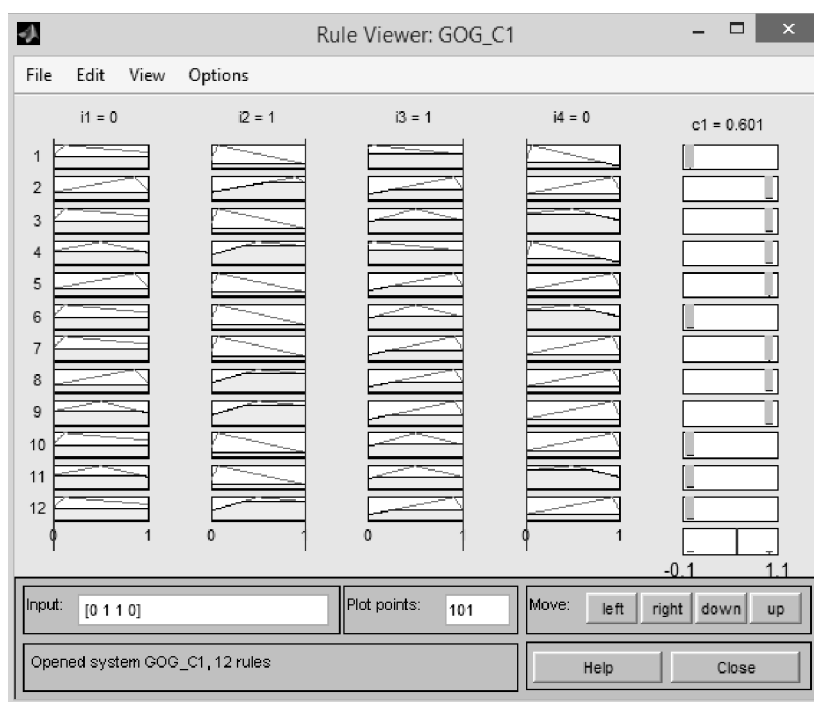 Rule Viewer: GOG_C1
File Edit View Options
i1 = 0 i2 = 1 i3 = 1 i4 = 0 c1 = 0.601
1
2
3
4
5
6
7
8
9
10
11
12
0 1 0 0 1
-0.1 1.1
Input: [0 1 1 0] Plot points: 101 Move: left right down up
Opened system GOG_C1, 12 rules Help Close